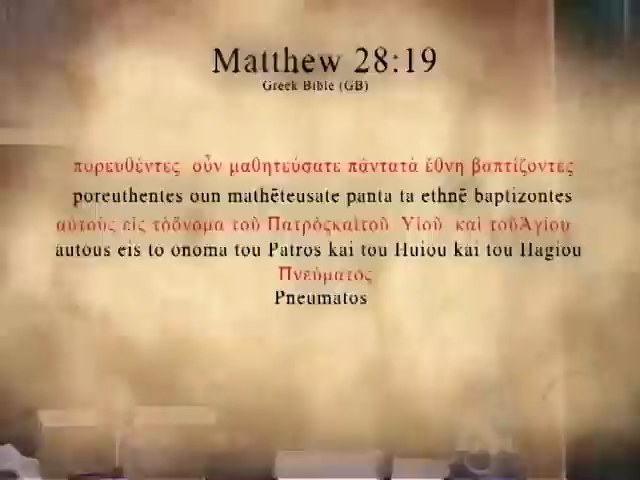 Matthew 28:19
Greek Bible (GB)
πορευθέντες οὖν μαθητεύσατε πάντατὰ ἔθνη βαπτίζοντες
poreuthentes oun mathēteusate panta ta ethnē baptizontes
αὐτοὺς εἰς τὸὄνομα τοῦ Πατρὸςκαὶτοῦ Υἱοῦ καὶ τοῦἉγίου
autous eis to onoma tou Patros kai tou Huiou kai tou Hagiou
Πνεύματος
Pneumatos